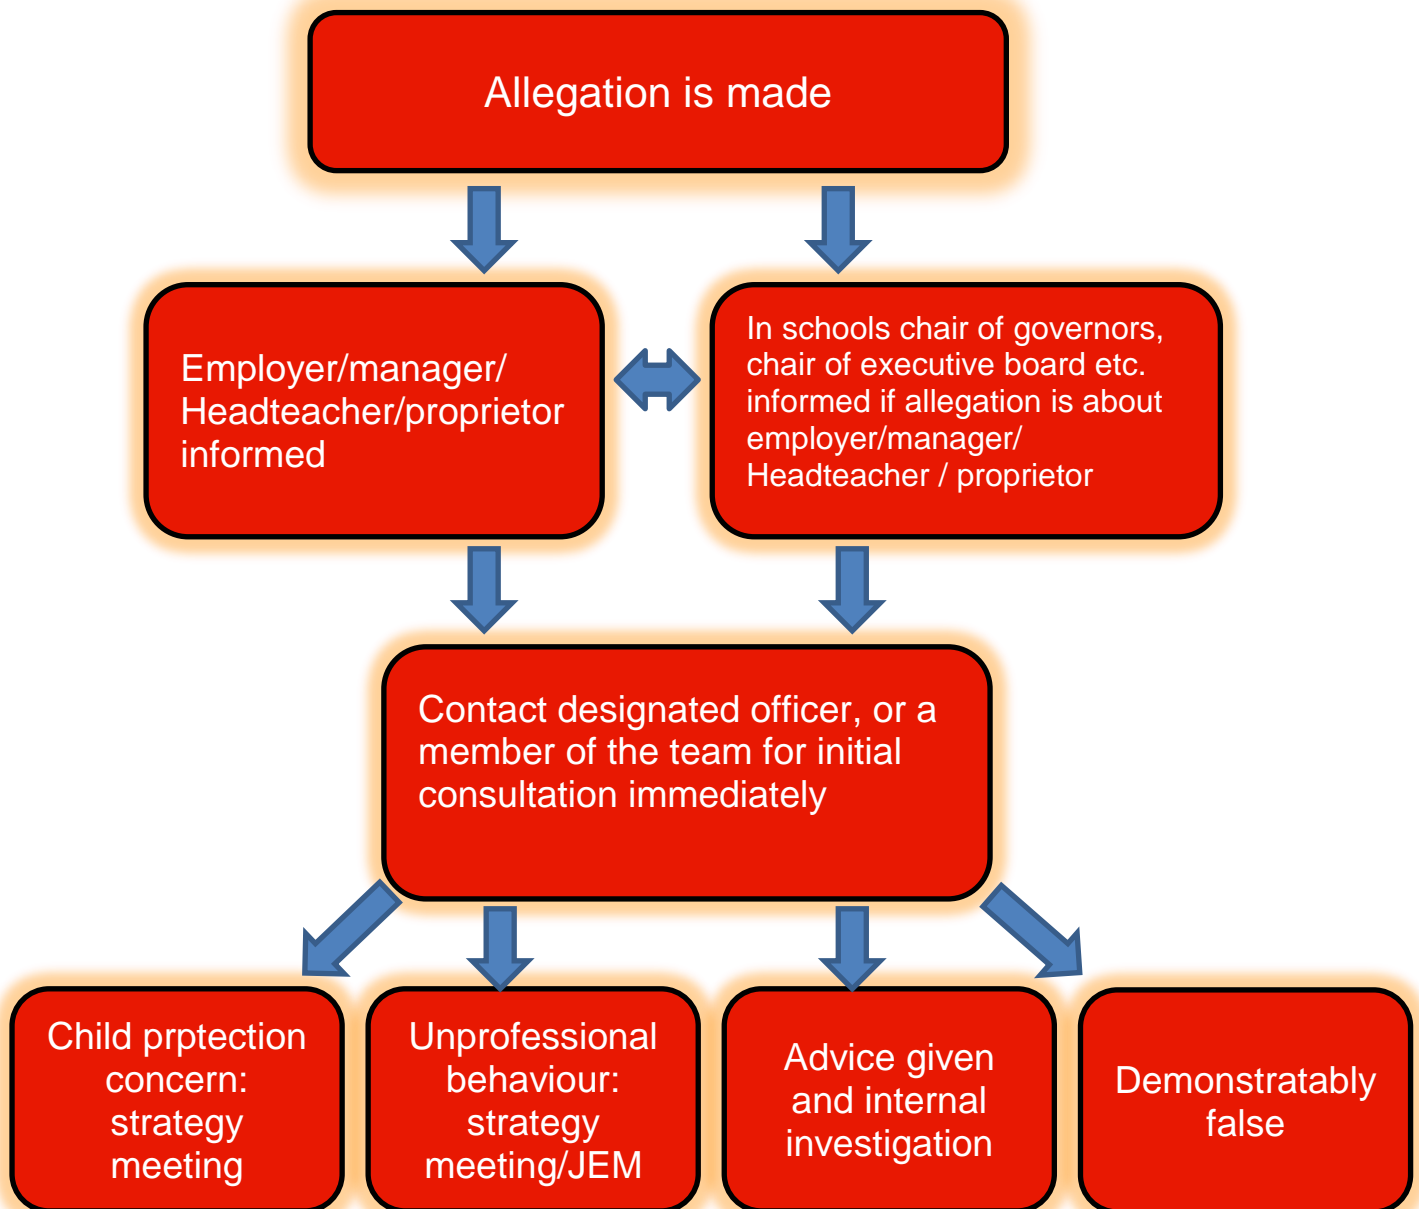 Allegation is made
Employer/manager/
Headteacher/proprietor
informed
In schools chair of governors,
chair of executive board etc.
informed if allegation is about
employer/manager/
Headteacher / proprietor
Contact designated officer, or a
member of the team for initial
consultation immediately
Child prptection
concern:
strategy
meeting
Unprofessional
behaviour:
strategy
meeting/JEM
Advice given
and internal
investigation
Demonstratably
false